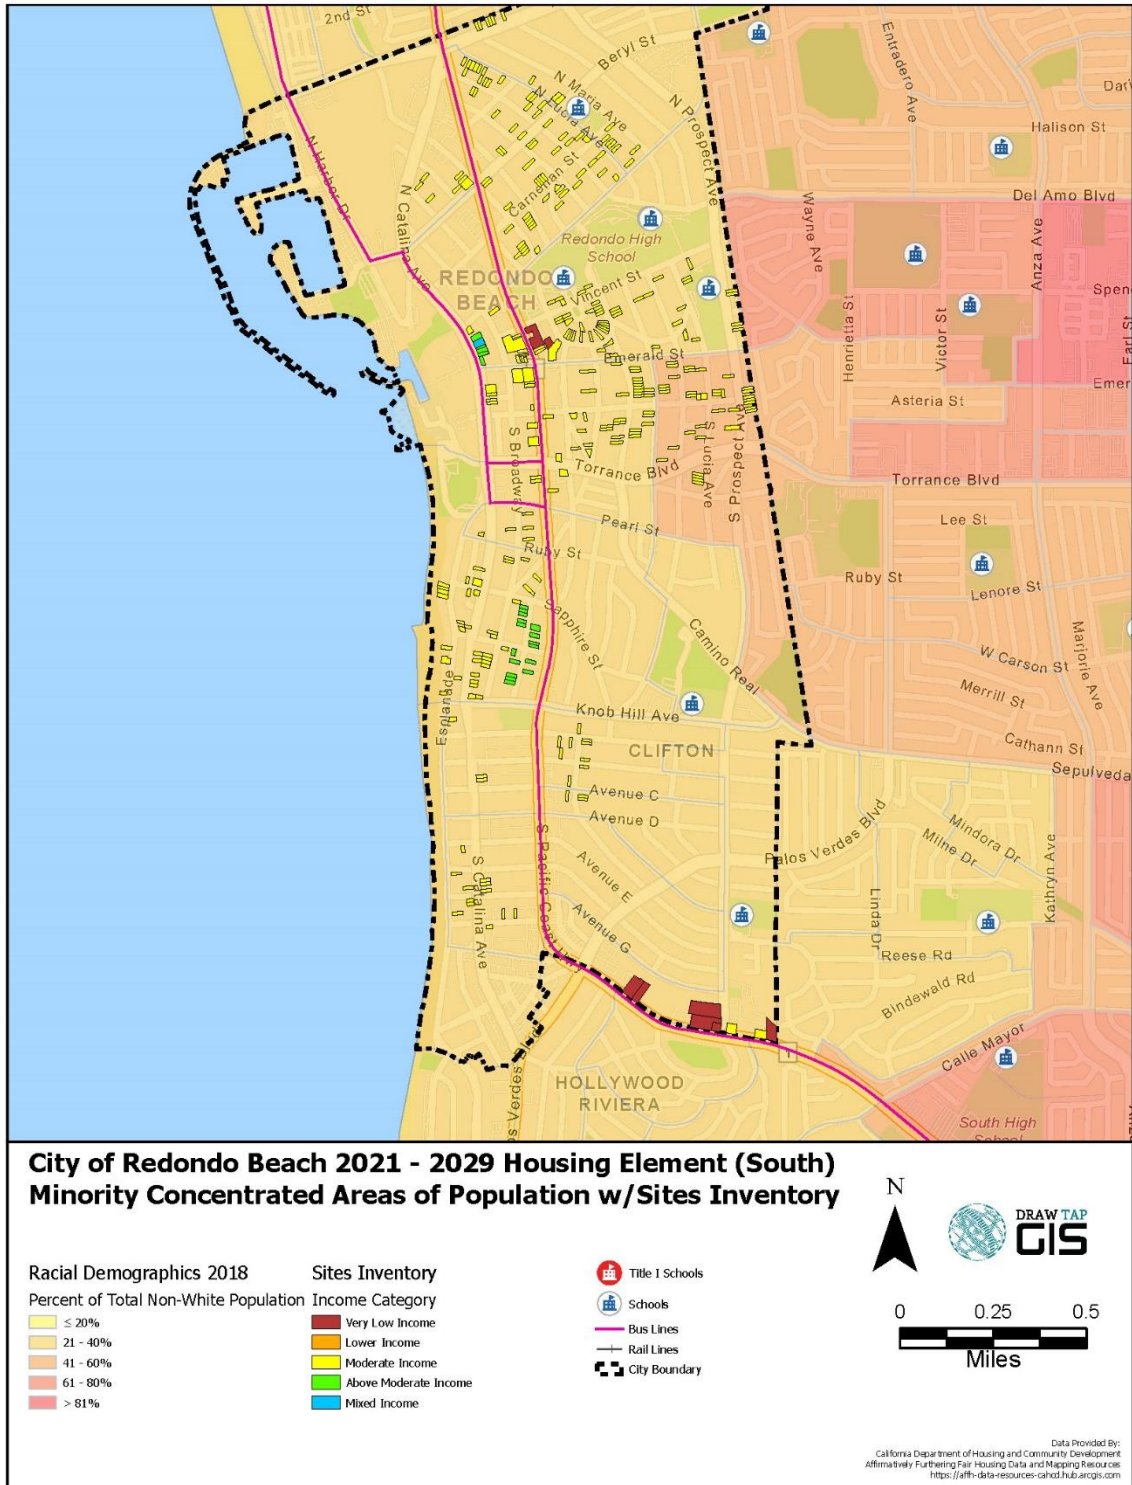 2nd St
Beryl St
Entradero Ave
N Maria Ave
N Lucia Ave
N Prospect Ave
Halison St
N Harbor Dr
Carnelian St
Del Amo Blvd
N Catalina Ave
Redondo High
School
Wayne Ave
Anza Ave
REDONDO
BEACH
Vincent St
Henrietta St
Victor St
Earl St
Emerald St
Asteria St
S Broadway
Torrance Blvd
S Lucia Ave
S Prospect Ave
Torrance Blvd
Pearl St
Lee St
Ruby St
Ruby St
Lenore St
Sapphire St
Camino Real
W Carson St
Marjorie Ave
Merrill St
Esplanade
Knob Hill Ave
Cathann St
CLIFTON
Sepulveda
Avenue C
Avenue D
Palos Verdes Blvd
Mindora Dr
Milne Dr
S Pacific Coast Hwy
Avenue E
Kathryn Ave
S Catalina Ave
Linda Dr
Avenue G
Reese Rd
Bindewald Rd
Calle Mayor
1
HOLLYWOOD
RIVIERA
South High
School
City of Redondo Beach 2021 - 2029 Housing Element (South)
Minority Concentrated Areas of Population w/Sites Inventory
N
DRAW TAP
GIS
Racial Demographics 2018
Percent of Total Non-White Population
≤ 20%
21 - 40%
41 - 60%
61 - 80%
> 81%
Sites Inventory
Income Category
Very Low Income
Lower Income
Moderate Income
Above Moderate Income
Mixed Income
Title I Schools
Schools
Bus Lines
Rail Lines
City Boundary
0 0.25 0.5
Miles
Data Provided By:
California Department of Housing and Community Development
Affirmatively Furthering Fair Housing Data and Mapping Resources
https://affh-data-resources-cahcd.hub.arcgis.com